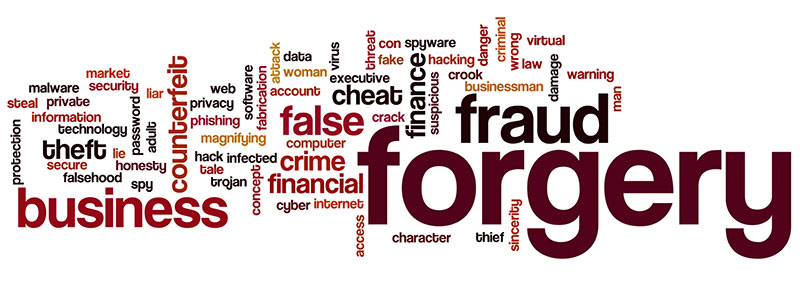 con
spyware
threat
criminal
virus
data
attack
fake
hacking
danger
wrong
virtual
woman
executive
finance
crook
law
market
counterfeit
web
software
account
cheat
suspicious
businessman
damage
warning
man
malware
security
liar
privacy
fabrication
steal
private
password
phishing
false
crack
fraud
information
adult
magnifying
computer
forgery
technology
protection
theft
lie
hack
infected
crime
secure
honesty
tale
concept
financial
falsehood
spy
trojan
business
cyber
internet
access
character
thief
sincerity